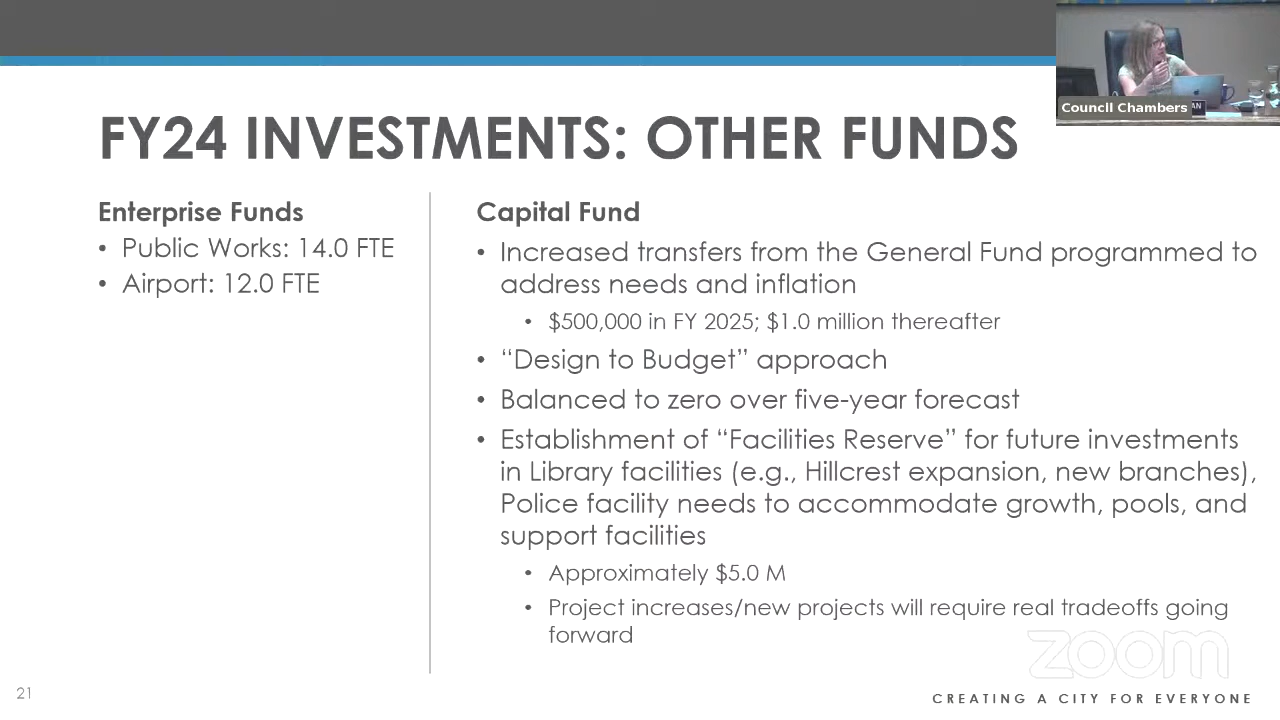 Council Chambers
AN
FY24 INVESTMENTS: OTHER FUNDS
Enterprise Funds
• Public Works: 14.0 FTE
• Airport: 12.0 FTE
Capital Fund
• Increased transfers from the General Fund programmed to
address needs and inflation
• $500,000 in FY 2025; $1.0 million thereafter
• “Design to Budget” approach
• Balanced to zero over five-year forecast
• Establishment of “Facilities Reserve” for future investments
in Library facilities (e.g., Hillcrest expansion, new branches),
Police facility needs to accommodate growth, pools, and
support facilities
• Approximately $5.0 M
• Project increases/new projects will require real tradeoffs going
forward
zoom
21
CREATING A CITY FOR EVERYONE